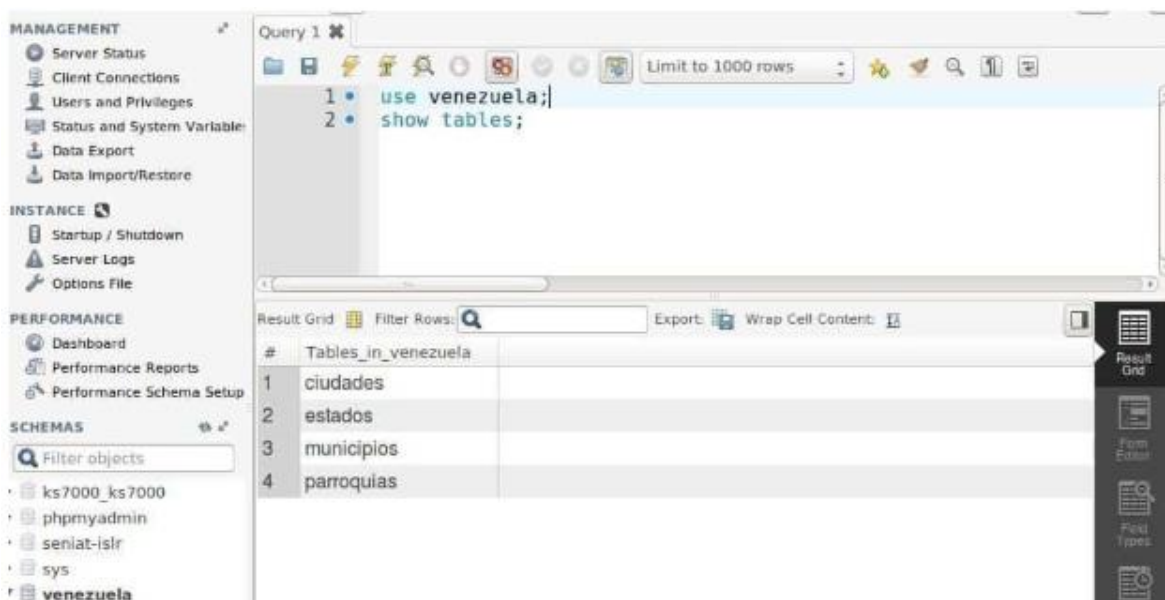 MANAGEMENT
Server Status
Client Connections
Users and Privileges
Status and System Variable
Data Export
Data Import/Restore
INSTANCE
Startup / Shutdown
Server Logs
Options File
PERFORMANCE
Dashboard
Performance Reports
Performance Schema Setup
SCHEMAS
Filter objects
ks7000_ks7000
phpmyadmin
seniat-islr
sys
venezuela
Query 1
Limit to 1000 rows
1 use venezuela;
2 show tables;
Result Grid Filter Rows: Export: Wrap Cell Content:
# Tables_in_venezuela
1 ciudades
2 estados
3 municipios
4 parroquias
Result
Grid
Form
Editor
Field
Types